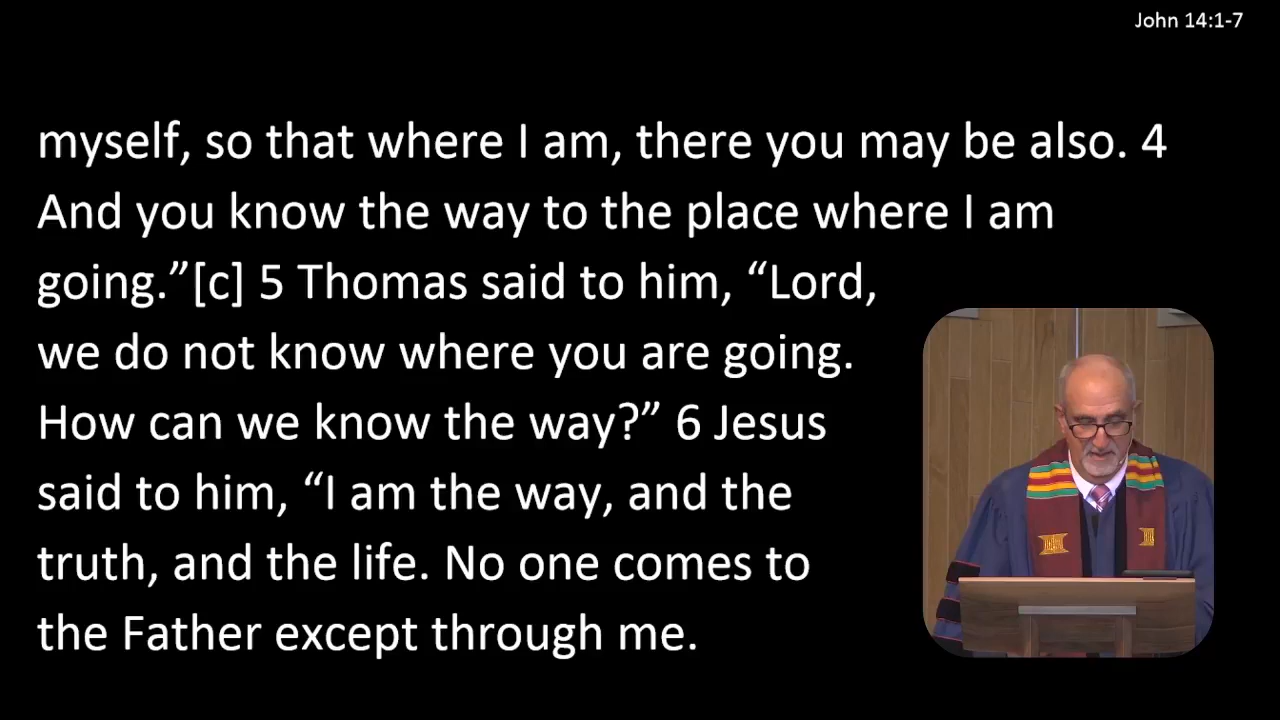 John 14:1-7
myself, so that where I am, there you may be also. 4
And you know the way to the place where I am
going.”[c] 5 Thomas said to him, “Lord,
we do not know where you are going.
How can we know the way?” 6 Jesus
said to him, “I am the way, and the
truth, and the life. No one comes to
the Father except through me.